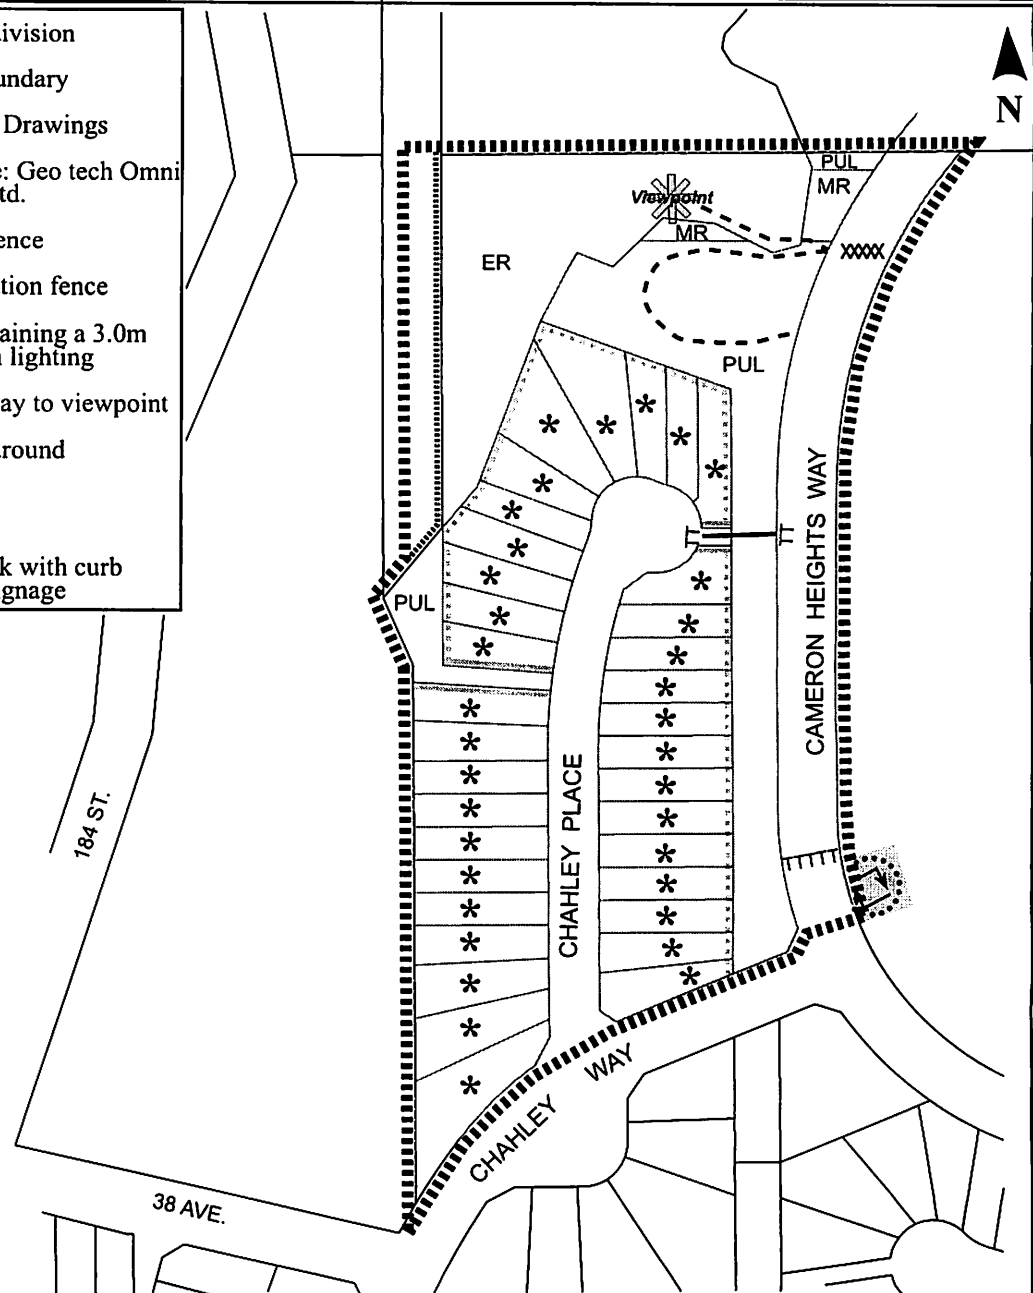 ivision
undary
Drawings
e: Geo tech Omni
td.
ence
tion fence
aining a 3.0m
n lighting
ay to viewpoint
round
k with curb
gnage
N
PUL
MR
Viewpoint
MR
ER
XXXXX
PUL
CAMERON HEIGHTS WAY
PUL
CHAHLEY PLACE
184 ST.
CHAHLEY WAY
38 AVE.